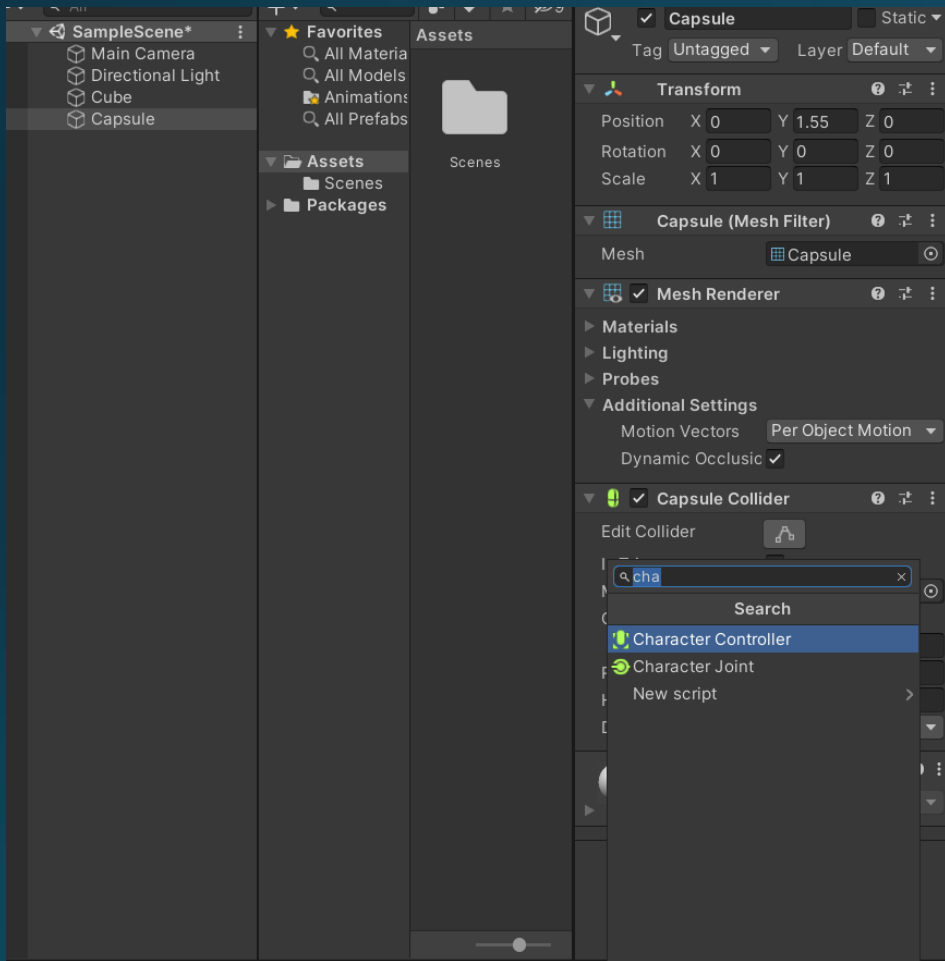 SampleScene*
Main Camera
Directional Light
Cube
Capsule
Favorites
All Materia
All Models
Animations
All Prefabs
Assets
Scenes
Packages
Assets
Scenes
Capsule
Static
Tag Untagged Layer Default
Transform
Position X 0 Y 1.55 Z 0
Rotation X 0 Y 0 Z 0
Scale X 1 Y 1 Z 1
Capsule (Mesh Filter)
Mesh Capsule
Mesh Renderer
Materials
Lighting
Probes
Additional Settings
Motion Vectors Per Object Motion
Dynamic Occlusic
Capsule Collider
Edit Collider
cha
Search
Character Controller
Character Joint
New script